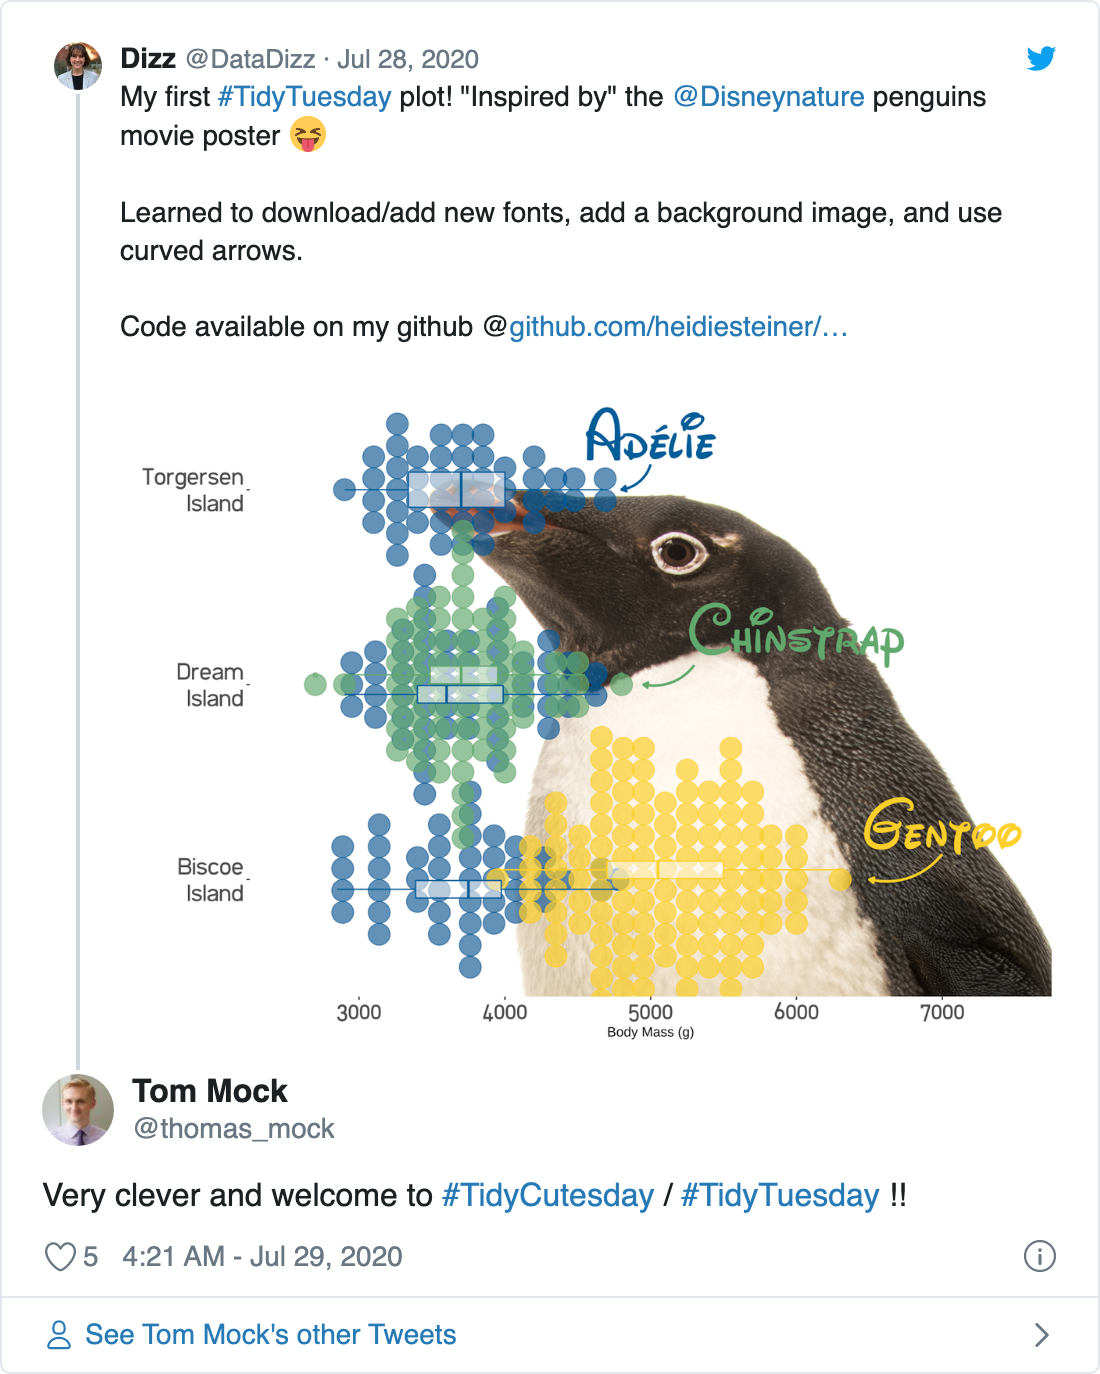 Dizz @DataDizz · Jul 28, 2020
My first #TidyTuesday plot! "Inspired by" the @Disneynature penguins
movie poster 😝
Learned to download/add new fonts, add a background image, and use
curved arrows.
Code available on my github @github.com/heidiesteiner/…
ADÉLIE
Torgersen
Island
CHINSTRAP
Dream
Island
GENTOO
Biscoe
Island
3000 4000 5000 6000 7000
Body Mass (g)
Tom Mock
@thomas_mock
Very clever and welcome to #TidyCutesday / #TidyTuesday !!
5 4:21 AM - Jul 29, 2020
See Tom Mock's other Tweets